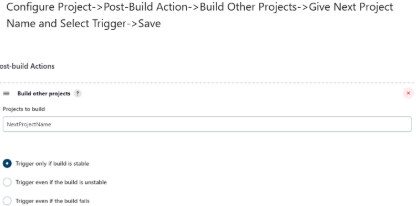 Configure Project->Post-Build Action->Build Other Projects->Give Next Project
Name and Select Trigger->Save
ost-build Actions
Build other projects ?
Projects to build
NextProjectName
Trigger only if build is stable
Trigger even if the build is unstable
Trigger even if the build fails